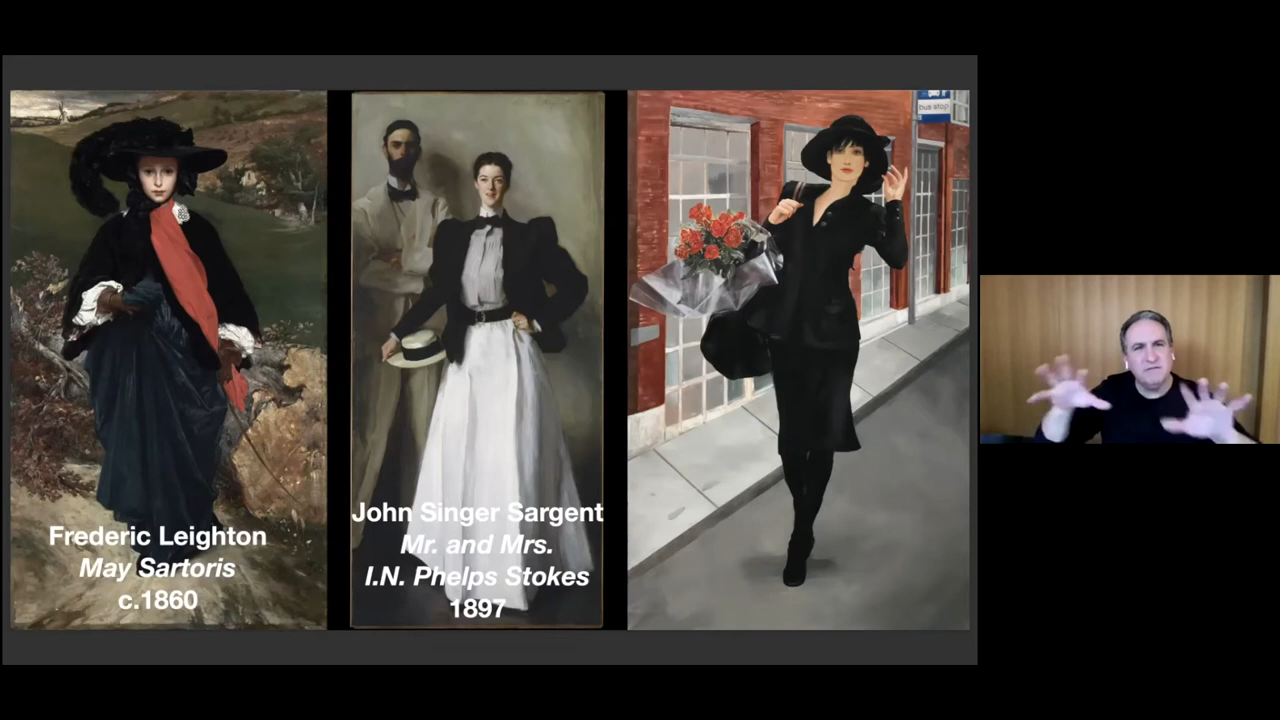 bus stop
Frederic Leighton
May Sartoris
c.1860
John Singer Sargent
Mr. and Mrs.
I.N. Phelps Stokes
1897